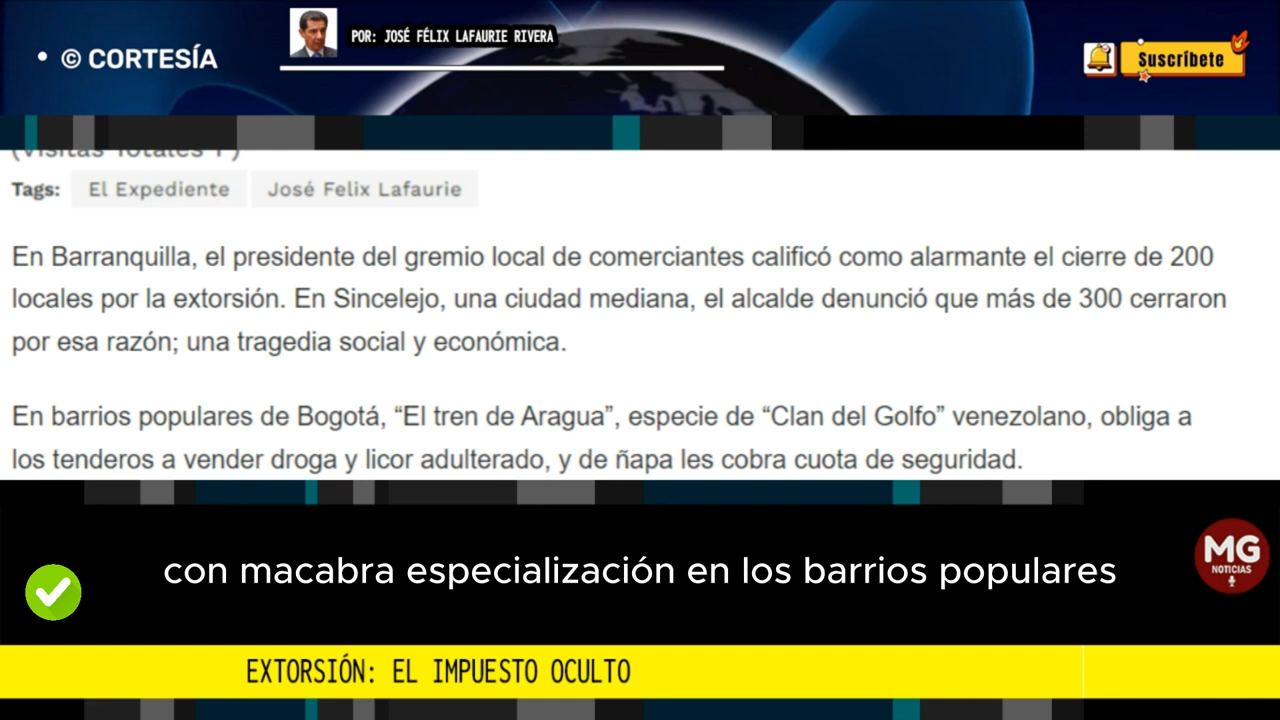 • © CORTESÍA
POR: JOSÉ FÉLIX LAFAURIE RIVERA
Suscríbete
(Visitas Totales 1 )
Tags: El Expediente José Felix Lafaurie
En Barranquilla, el presidente del gremio local de comerciantes calificó como alarmante el cierre de 200
locales por la extorsión. En Sincelejo, una ciudad mediana, el alcalde denunció que más de 300 cerraron
por esa razón; una tragedia social y económica.
En barrios populares de Bogotá, “El tren de Aragua”, especie de “Clan del Golfo” venezolano, obliga a
los tenderos a vender droga y licor adulterado, y de ñapa les cobra cuota de seguridad.
con macabra especialización en los barrios populares
MG
NOTICIAS
EXTORSIÓN: EL IMPUESTO OCULTO